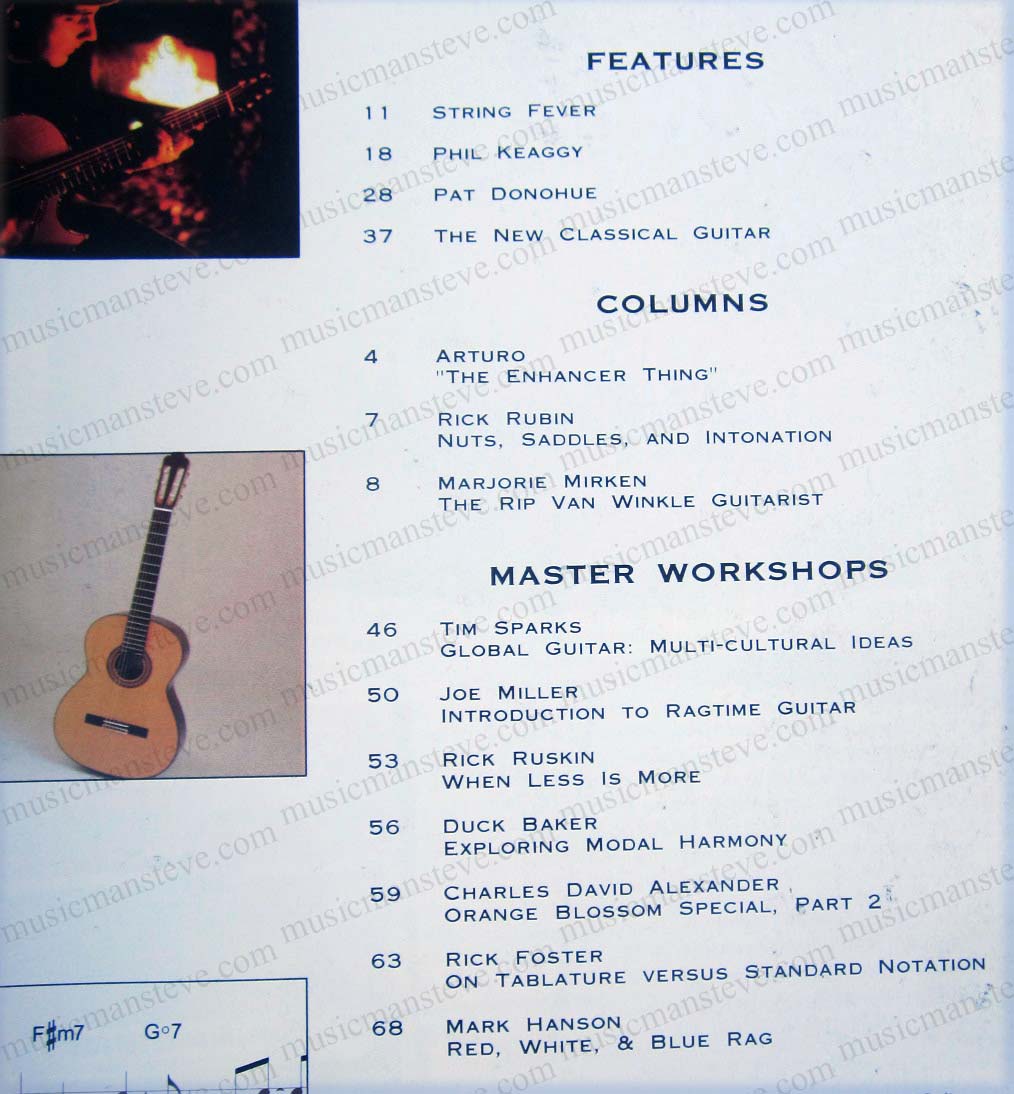 FEATURES
11 STRING FEVER
18 PHIL KEAGGY
28 PAT DONOHUE
37 THE NEW CLASSICAL GUITAR
COLUMNS
4 ARTURO
"THE ENHANCER THING"
7 RICK RUBIN
NUTS, SADDLES, AND INTONATION
8 MARJORIE MIRKEN
THE RIP VAN WINKLE GUITARIST
MASTER WORKSHOPS
46 TIM SPARKS
GLOBAL GUITAR: MULTI-CULTURAL IDEAS
50 JOE MILLER
INTRODUCTION TO RAGTIME GUITAR
53 RICK RUSKIN
WHEN LESS IS MORE
56 DUCK BAKER
EXPLORING MODAL HARMONY
59 CHARLES DAVID ALEXANDER
ORANGE BLOSSOM SPECIAL, PART 2
63 RICK FOSTER
ON TABLATURE VERSUS STANDARD NOTATION
68 MARK HANSON
RED, WHITE, & BLUE RAG
F#m7 G°7
musicmansteve.com